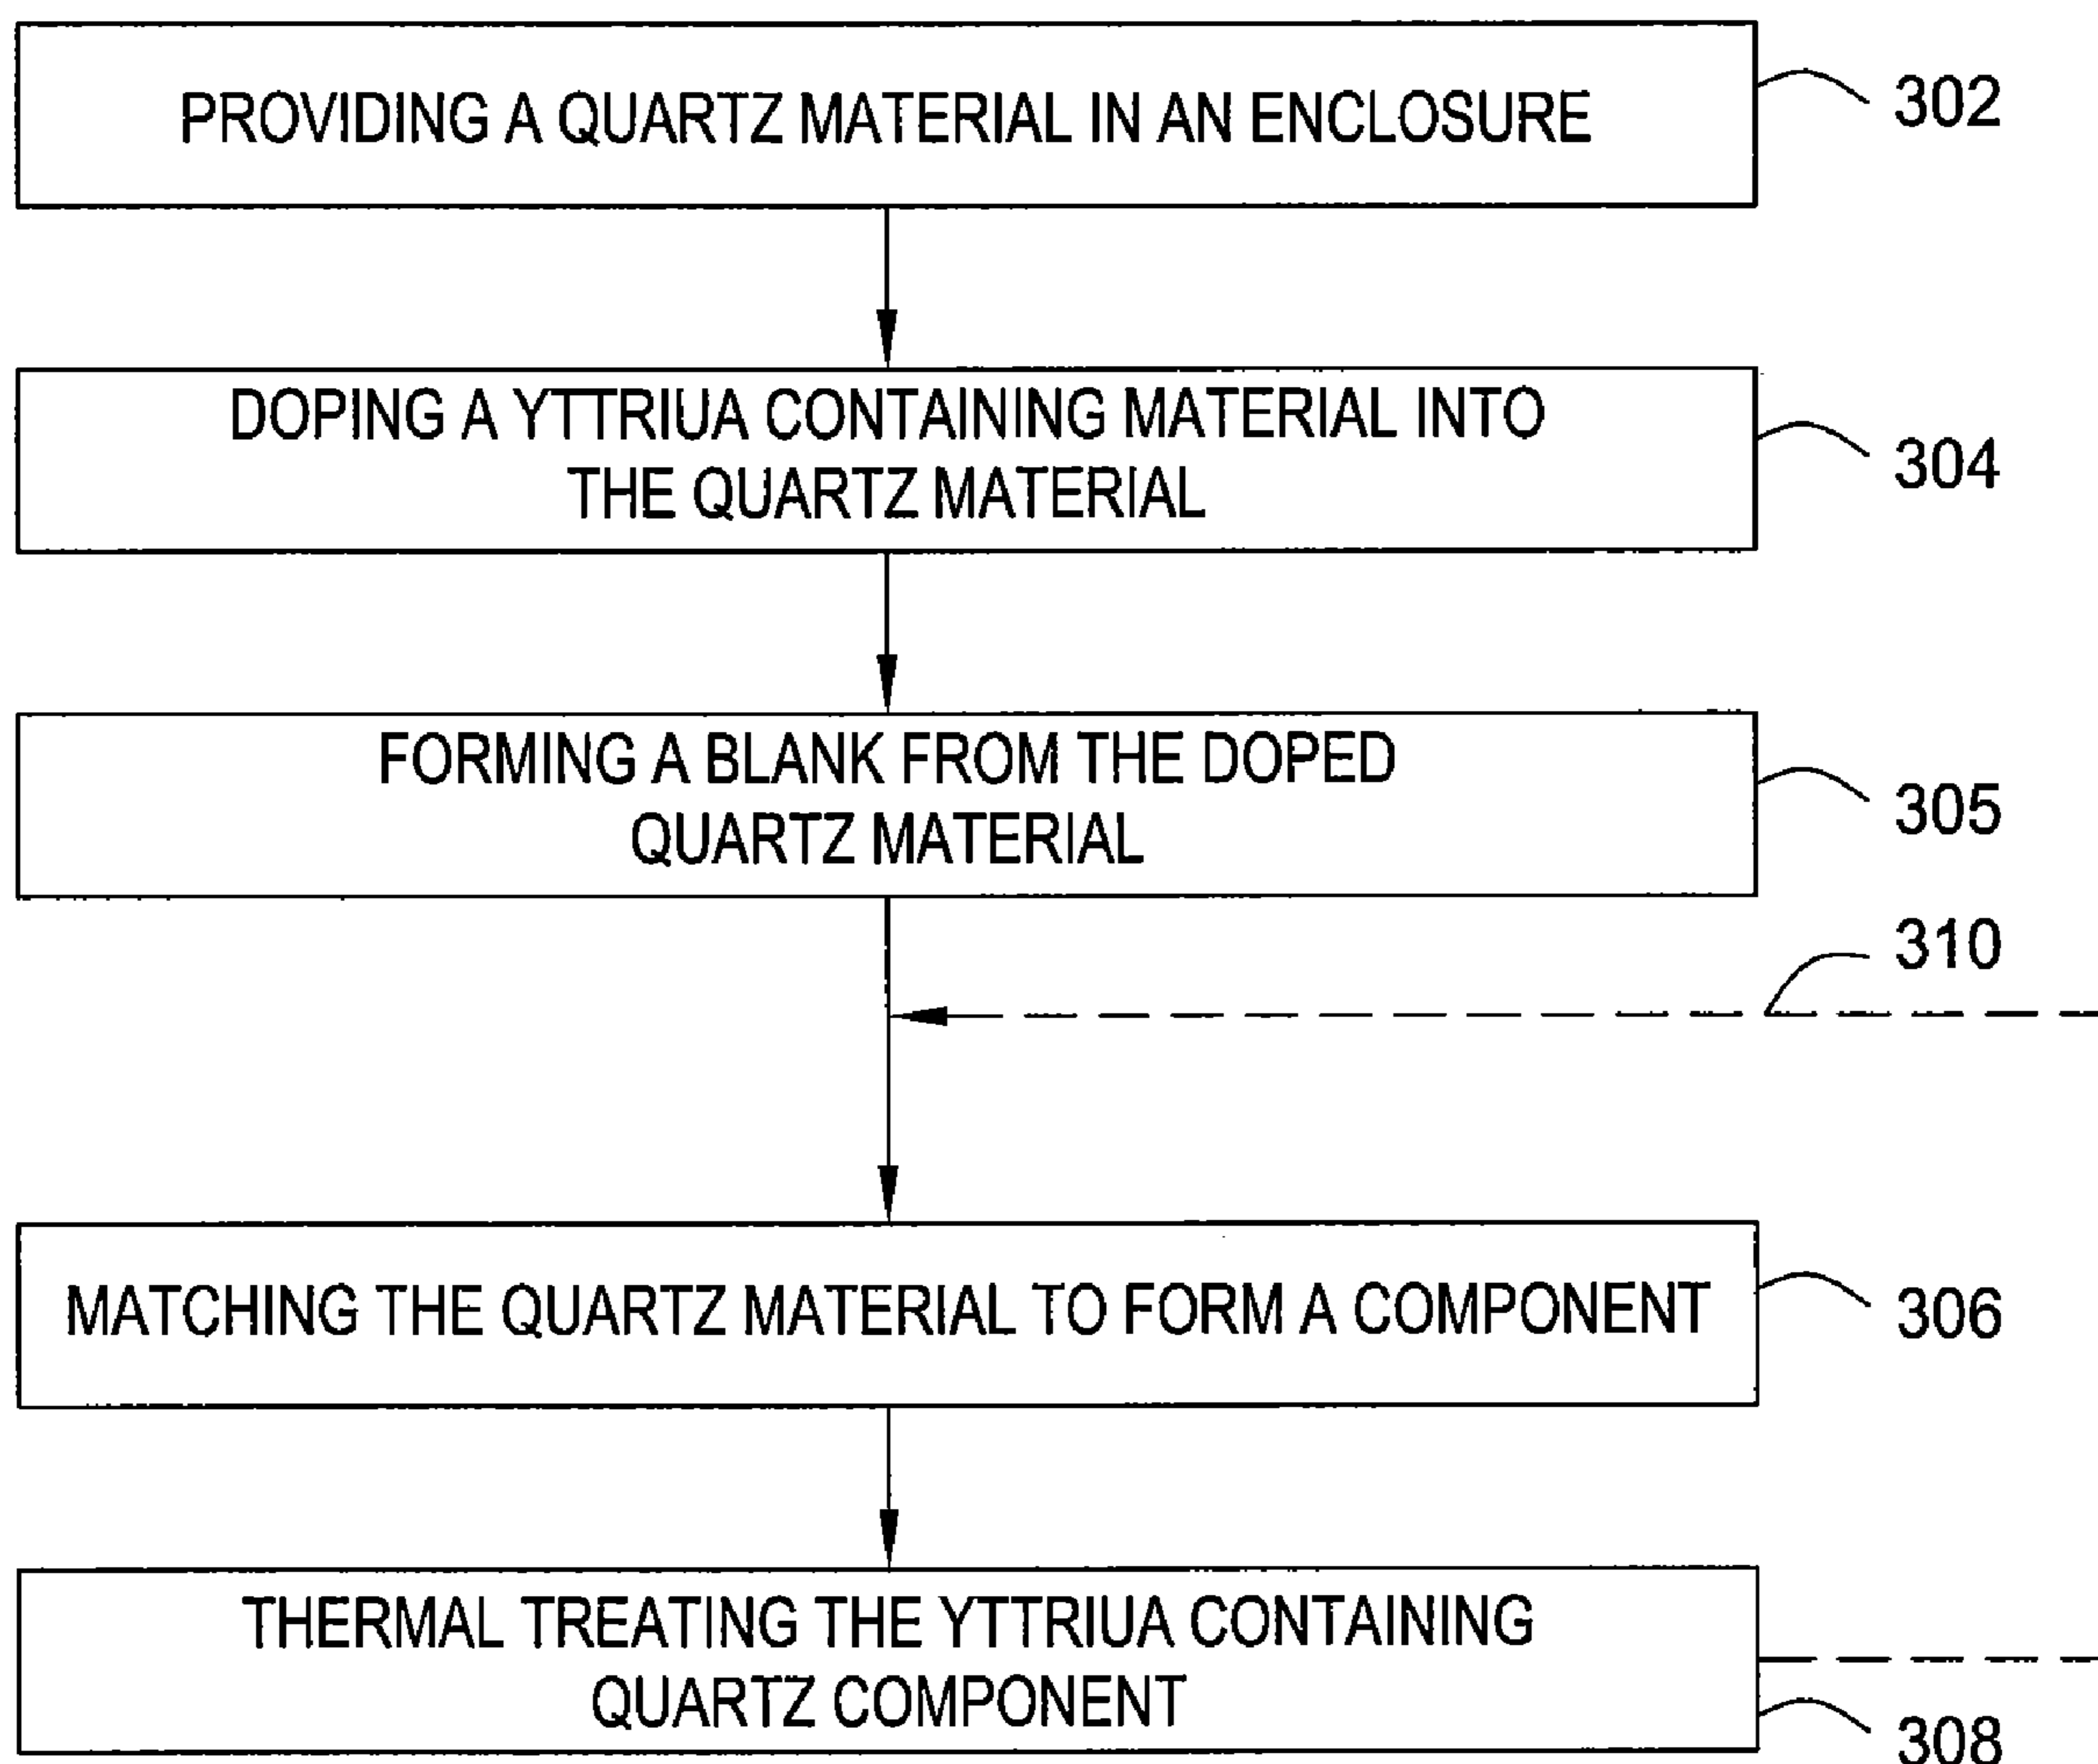 PROVIDING A QUARTZ MATERIAL IN AN ENCLOSURE
302
DOPING A YTTRIUA CONTAINING MATERIAL INTO
THE QUARTZ MATERIAL
304
FORMING A BLANK FROM THE DOPED
QUARTZ MATERIAL
305
310
MATCHING THE QUARTZ MATERIAL TO FORM A COMPONENT
306
THERMAL TREATING THE YTTRIUA CONTAINING
QUARTZ COMPONENT
308